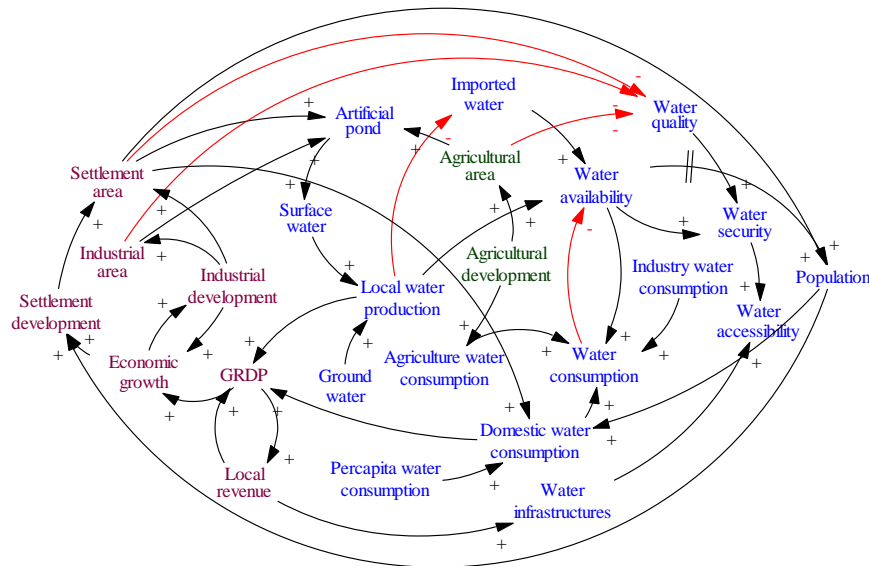 Imported
water
Water
quality
Artificial
pond
Agricultural
area
Settlement
area
Water
availability
Surface
water
Water
security
Industrial
area
Agricultural
development
Industrial
development
Industry water
consumption
Population
Settlement
development
Local water
production
Water
accessibility
Economic
growth
GRDP
Ground
water
Agriculture water
consumption
Water
consumption
Domestic water
consumption
Local
revenue
Percapita water
consumption
Water
infrastructures